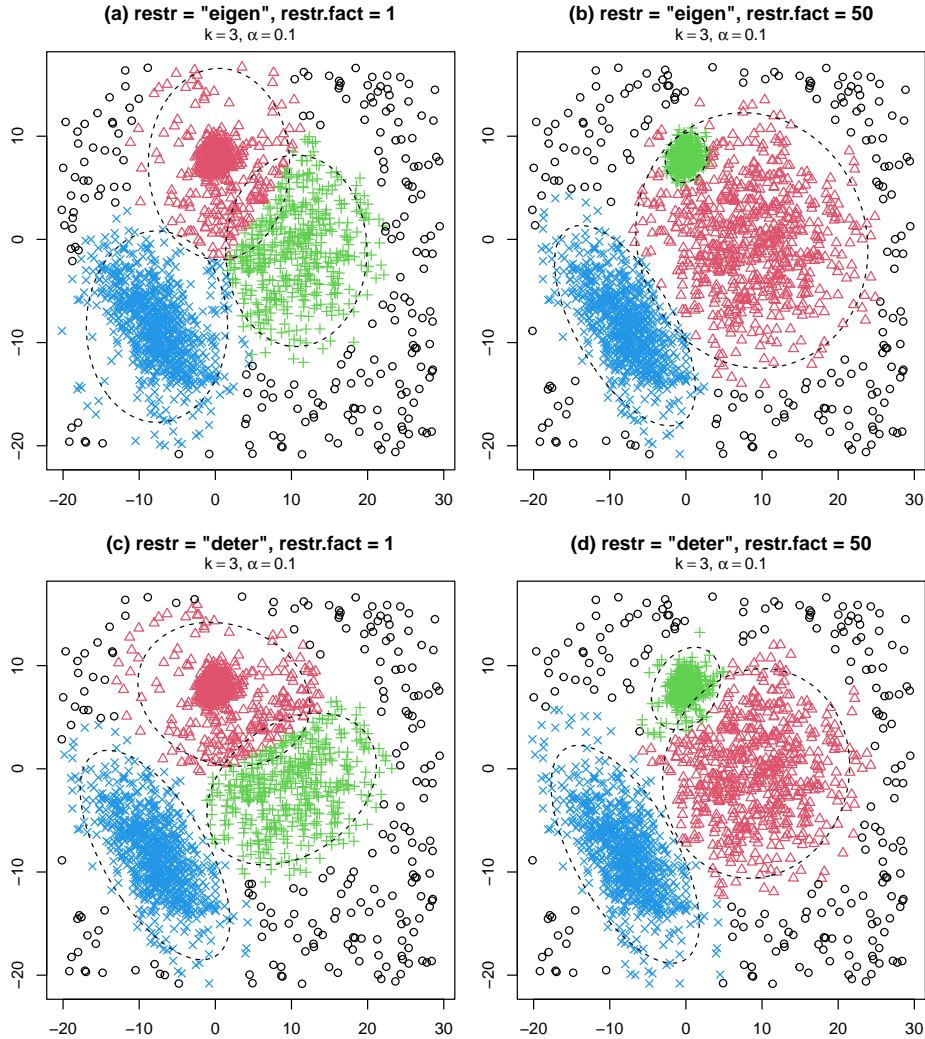 (a) restr = "eigen", restr.fact = 1
k = 3, α = 0.1
10
0
−10
−20
−20 −10 0 10 20 30
(b) restr = "eigen", restr.fact = 50
k = 3, α = 0.1
10
0
−10
−20
−20 −10 0 10 20 30
(c) restr = "deter", restr.fact = 1
k = 3, α = 0.1
10
0
−10
−20
−20 −10 0 10 20 30
(d) restr = "deter", restr.fact = 50
k = 3, α = 0.1
10
0
−10
−20
−20 −10 0 10 20 30